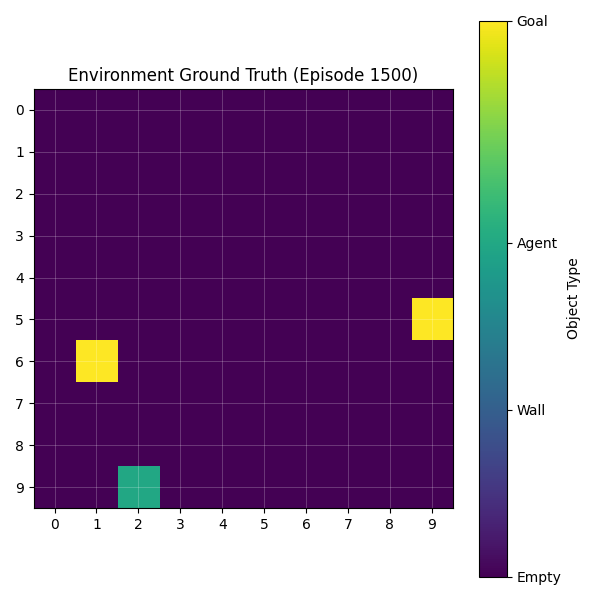 Environment Ground Truth (Episode 1500)
0
1
2
3
4
5
6
7
8
9
0 1 2 3 4 5 6 7 8 9
Goal
Agent
Wall
Empty
Object Type